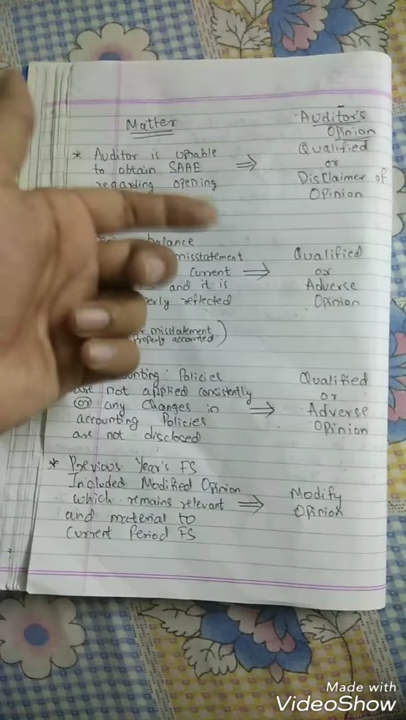 Matter
Auditor's
Opinion
* Auditor is unable
to obtain SAAE
regarding opening
⇒ Qualified
or
Disclaimer of
Opinion
balance
misstatement
current
and it is
reflected
misstatement
properly accounted)
⇒ Qualified
or
Adverse
Opinion
Policies
are not applied consistently
or any changes in
accounting Policies
are not disclosed
⇒ Qualified
or
Adverse
Opinion
* Previous Year's FS
Included Modified Opinion
which remains relevant
and material to
Current Period FS
⇒ Modify
Opinion
Made with
VideoShow